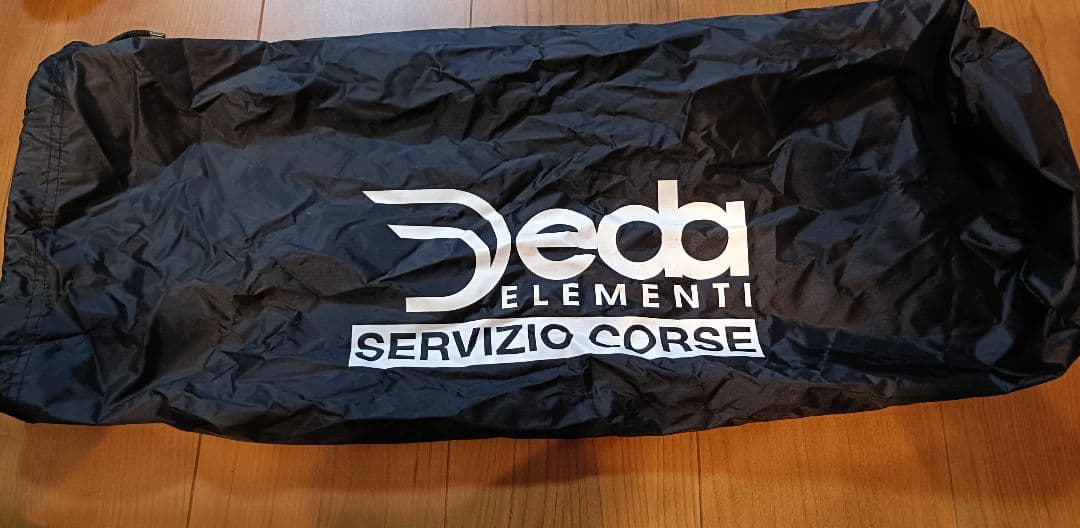 Deda
ELEMENTI
SERVIZIO CORSE